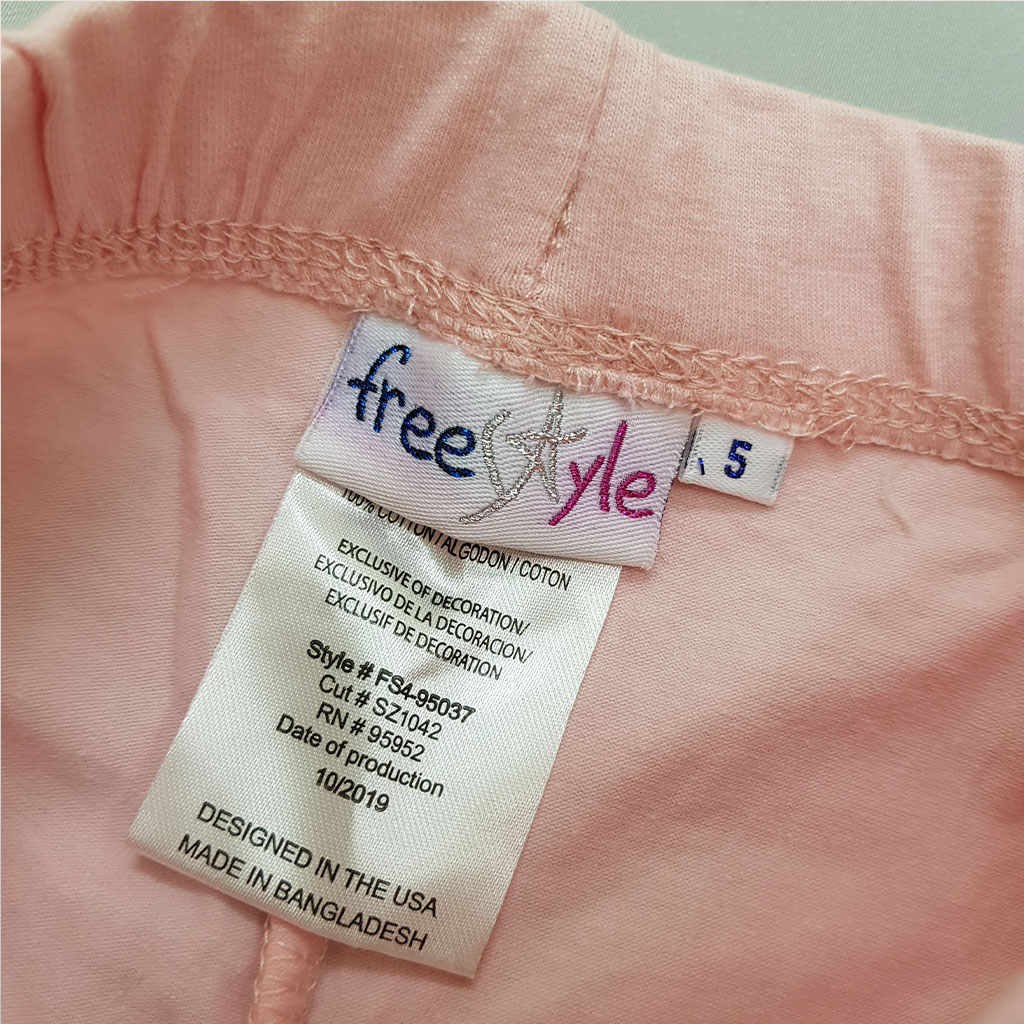 freestyle
5
100% COTTON / ALGODON / COTON
EXCLUSIVE OF DECORATION/
EXCLUSIVO DE LA DECORACION/
EXCLUSIF DE DECORATION
Style # FS4-95037
Cut # SZ1042
RN # 95952
Date of production
10/2019
DESIGNED IN THE USA
MADE IN BANGLADESH